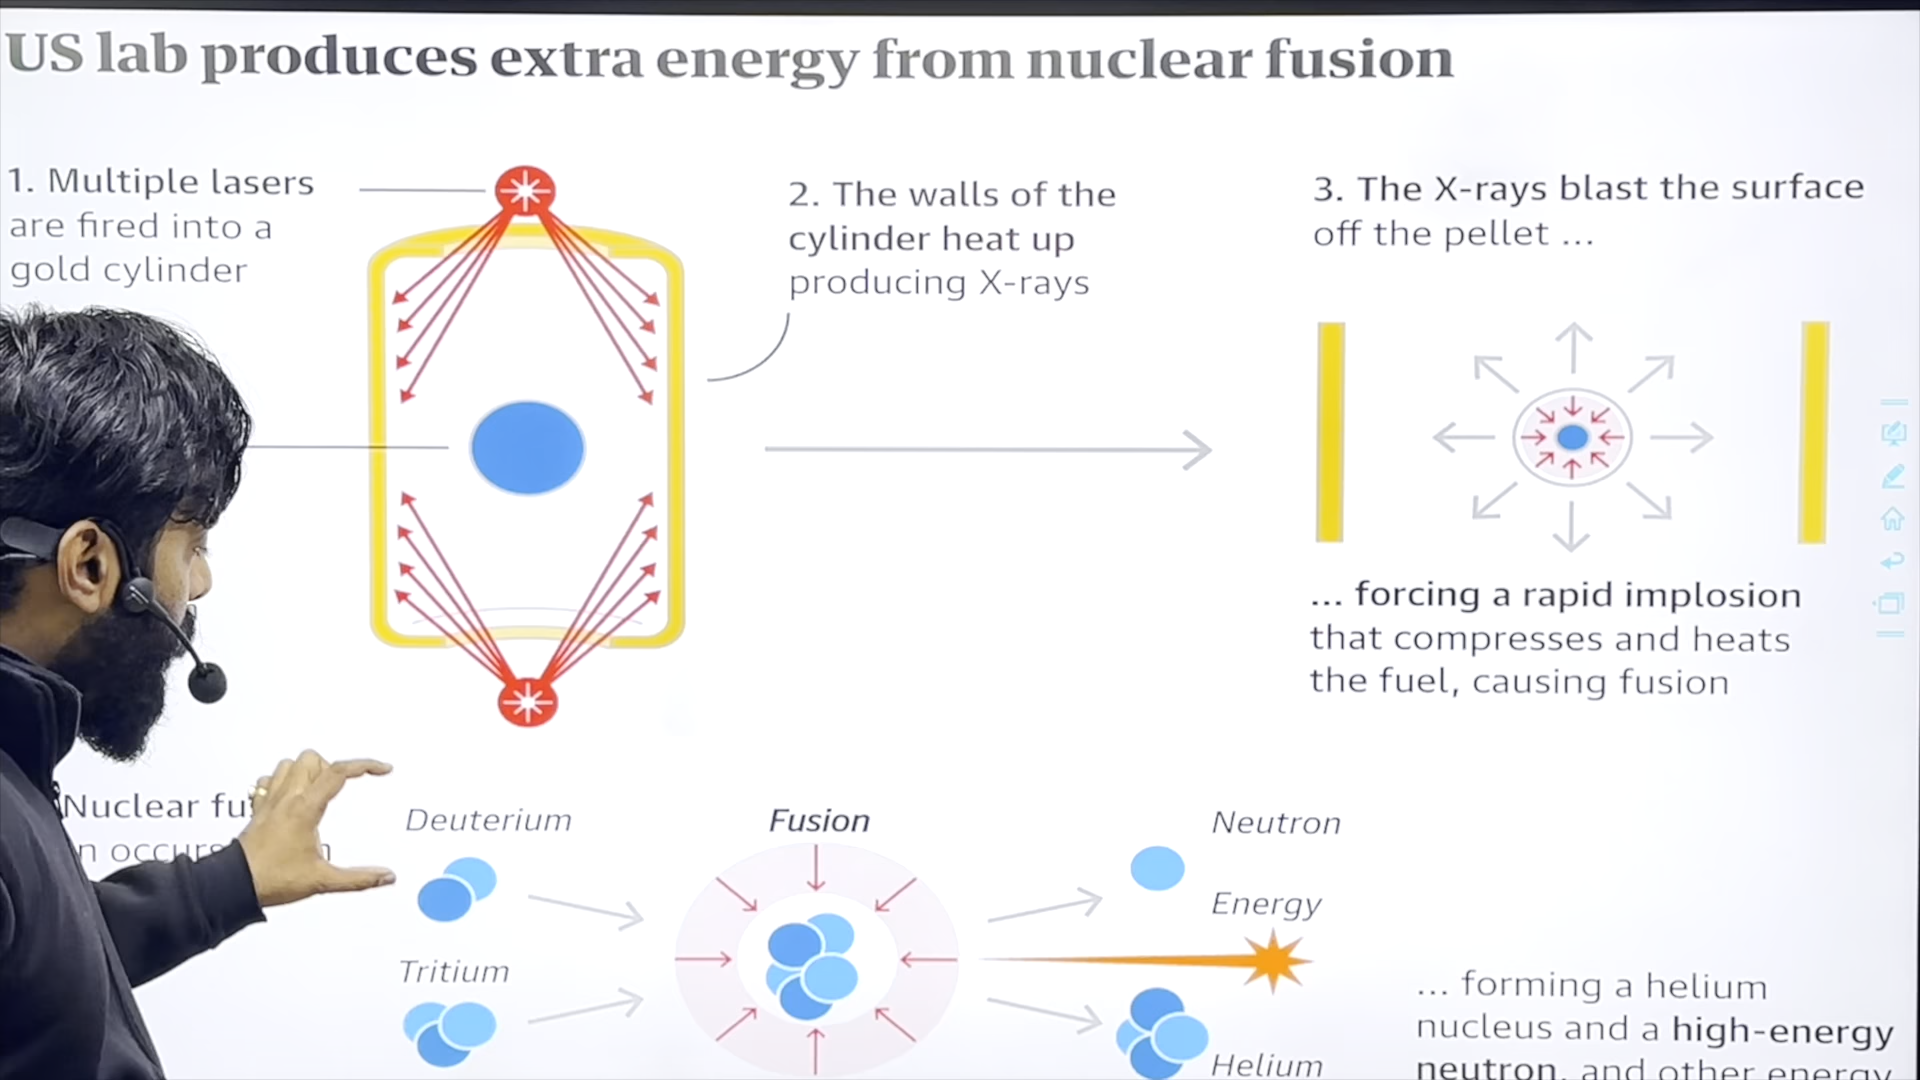 US lab produces extra energy from nuclear fusion
1. Multiple lasers
are fired into a
gold cylinder
2. The walls of the
cylinder heat up
producing X-rays
3. The X-rays blast the surface
off the pellet ...
... forcing a rapid implosion
that compresses and heats
the fuel, causing fusion
Nuclear
occurs
Deuterium
Tritium
Fusion
Neutron
Energy
Helium
... forming a helium
nucleus and a high-energy
neutron, and other energy